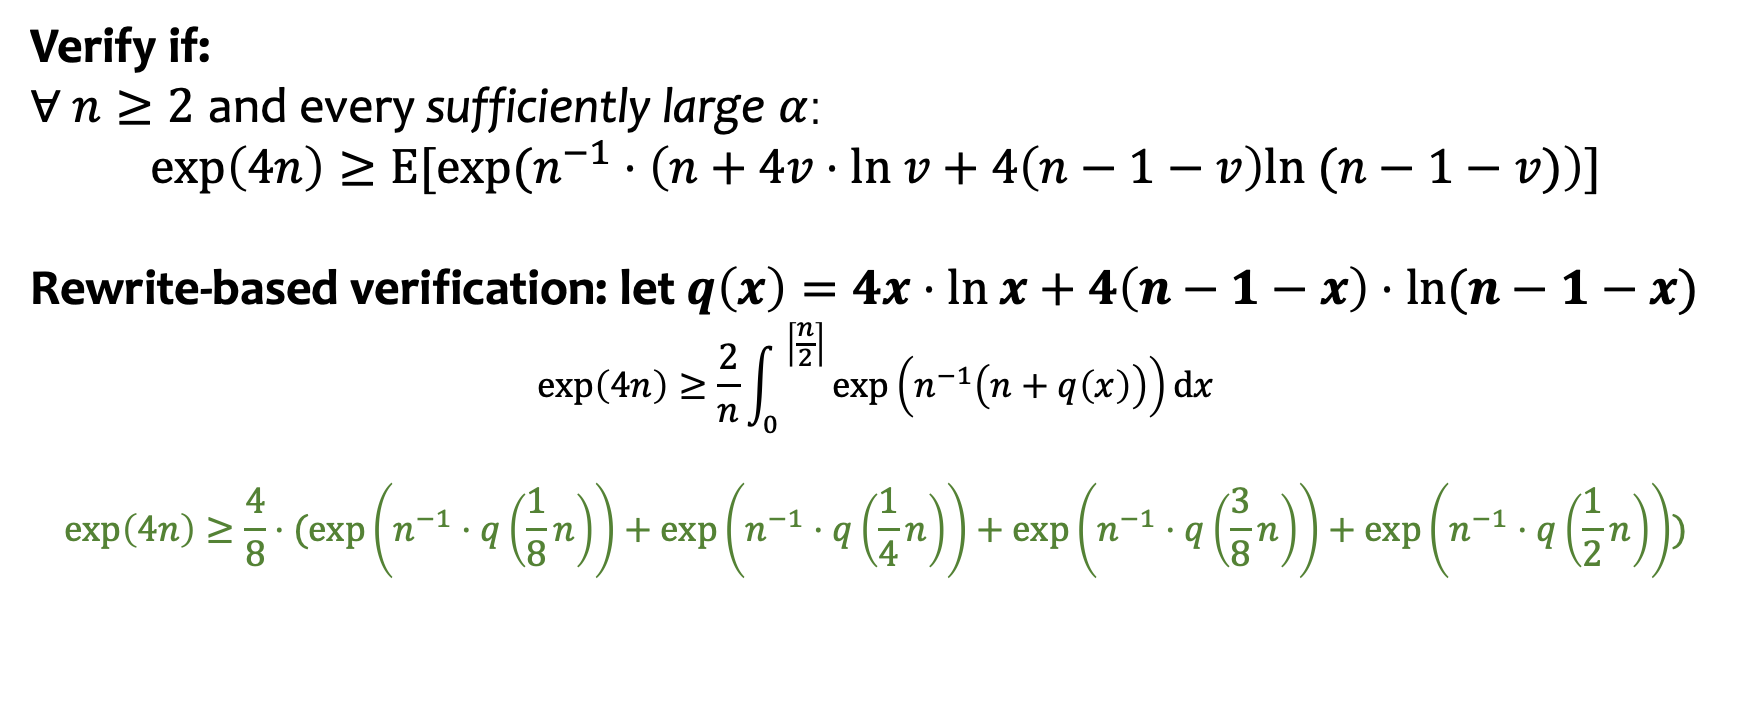 Verify if:
∀ n ≥ 2 and every sufficiently large α:
exp(4n) ≥ E[exp(n⁻¹ · (n + 4v · ln v + 4(n − 1 − v)ln (n − 1 − v))]
Rewrite-based verification: let q(x) = 4x · ln x + 4(n − 1 − x) · ln(n − 1 − x)
exp(4n) ≥ 2/n ∫₀^⌈n/2⌉ exp(n⁻¹(n + q(x))) dx
exp(4n) ≥ 4/8 · (exp(n⁻¹ · q(1/8 n)) + exp(n⁻¹ · q(1/4 n)) + exp(n⁻¹ · q(3/8 n)) + exp(n⁻¹ · q(1/2 n)))